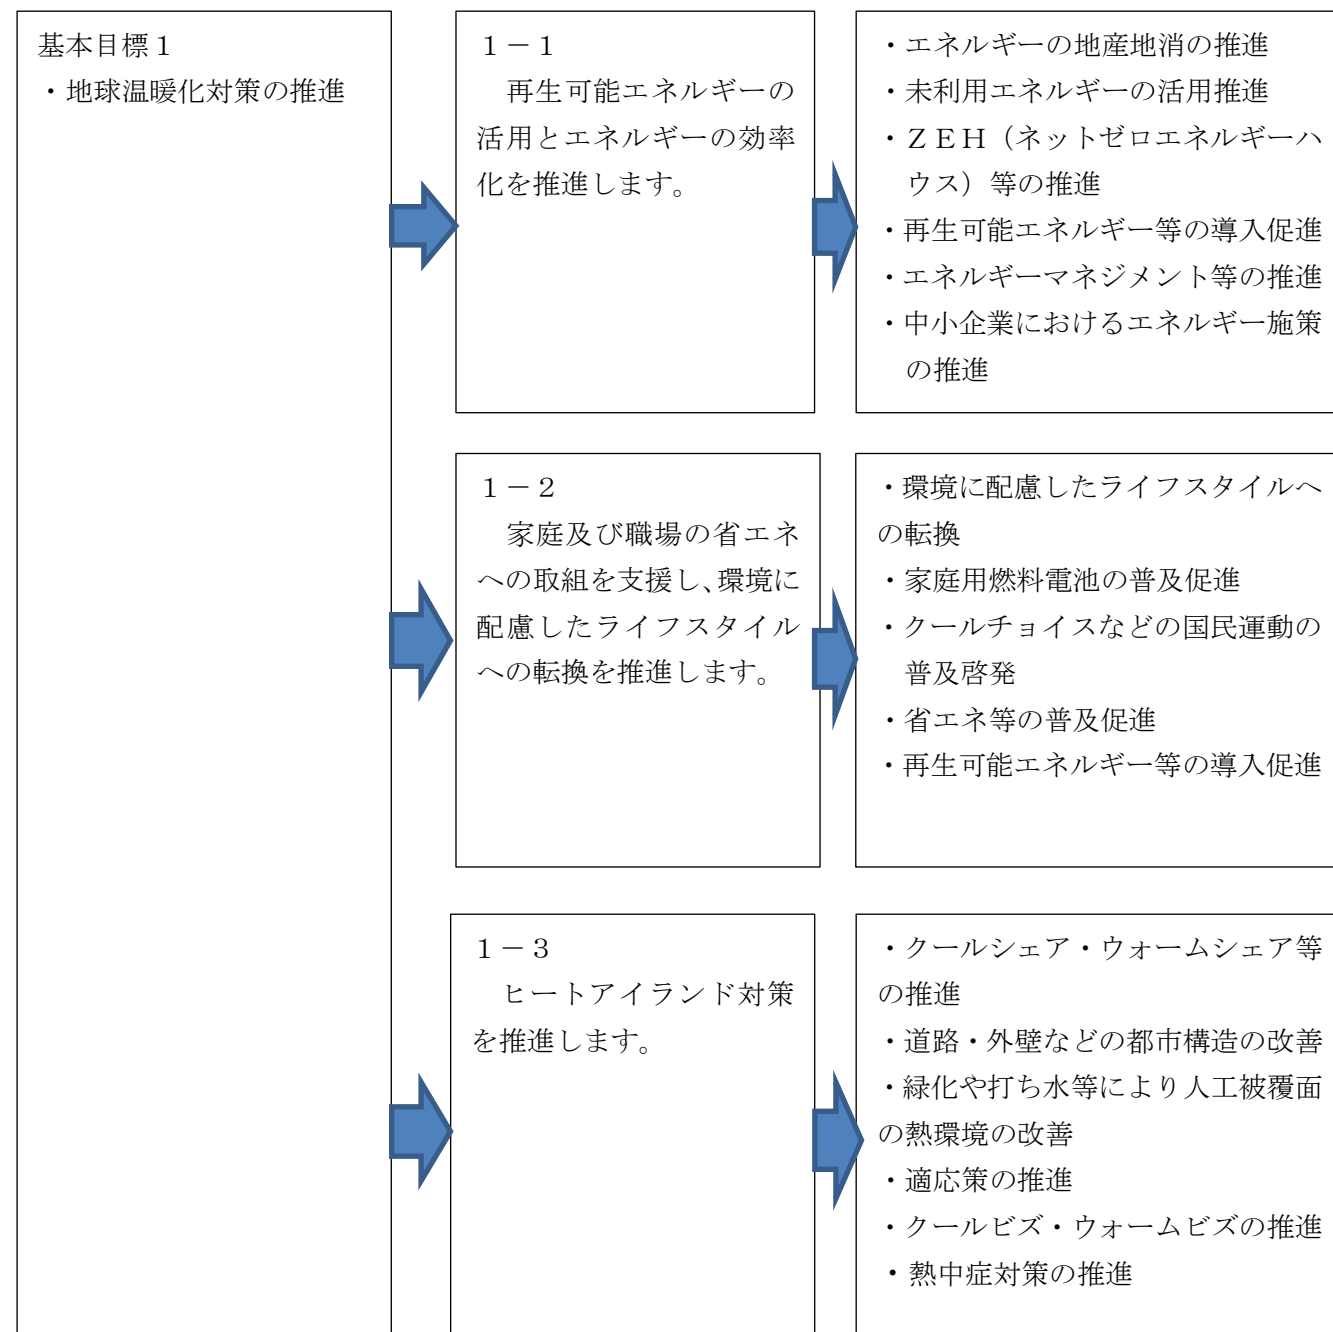 基本目標１
・地球温暖化対策の推進
１－１
再生可能エネルギーの
活用とエネルギーの効率
化を推進します。
・エネルギーの地産地消の推進
・未利用エネルギーの活用推進
・ＺＥＨ（ネットゼロエネルギーハ
ウス）等の推進
・再生可能エネルギー等の導入促進
・エネルギーマネジメント等の推進
・中小企業におけるエネルギー施策
の推進
１－２
家庭及び職場の省エネ
への取組を支援し、環境に
配慮したライフスタイル
への転換を推進します。
・環境に配慮したライフスタイルへ
の転換
・家庭用燃料電池の普及促進
・クールチョイスなどの国民運動の
普及啓発
・省エネ等の普及促進
・再生可能エネルギー等の導入促進
１－３
ヒートアイランド対策
を推進します。
・クールシェア・ウォームシェア等
の推進
・道路・外壁などの都市構造の改善
・緑化や打ち水等により人工被覆面
の熱環境の改善
・適応策の推進
・クールビズ・ウォームビズの推進
・熱中症対策の推進